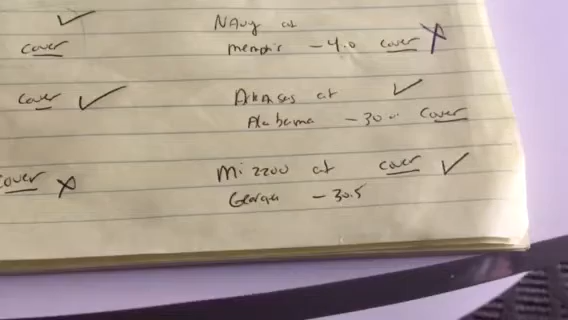 NAvy at
cover
memphis -4.0 cover X
cover Arkansas at
Alabama -30.. cover
Mizzou at cover
cover X
Georgia -30.5